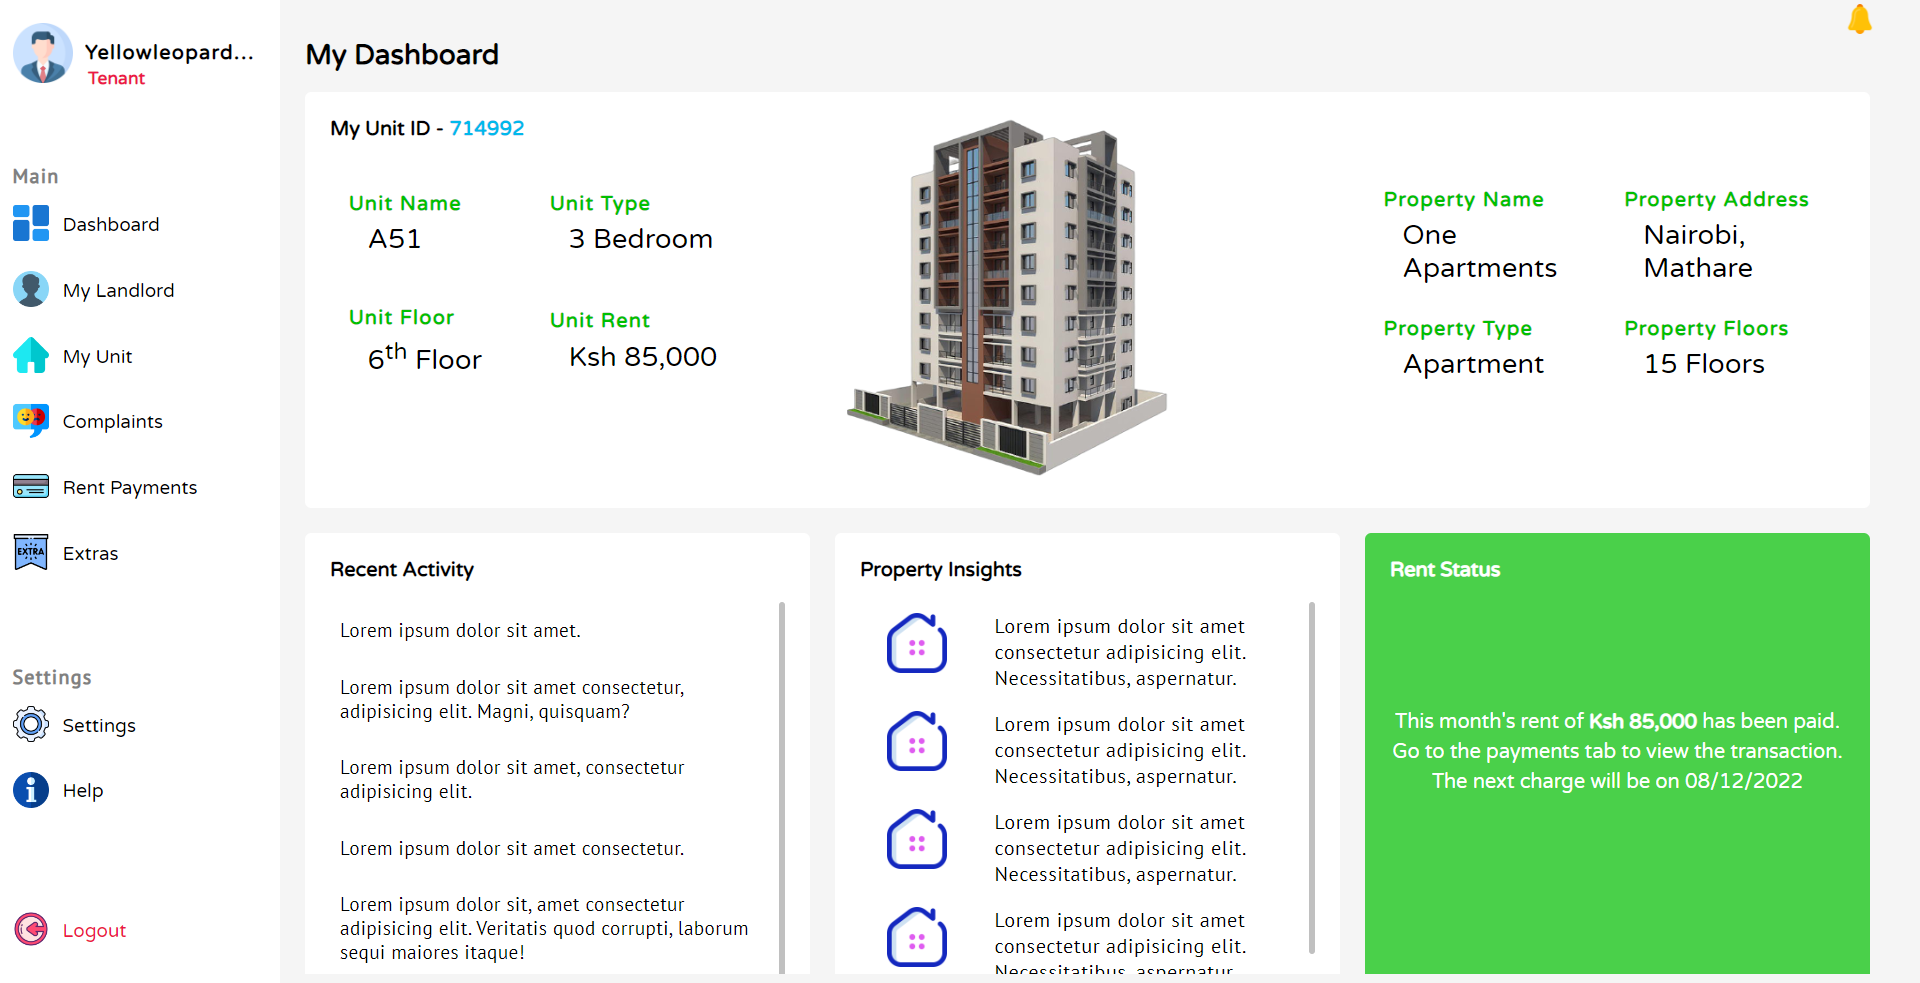 Yellowleopard...
Tenant
Main
Dashboard
My Landlord
My Unit
Complaints
Rent Payments
EXTRA
Extras
Settings
Settings
Help
Logout
My Dashboard
My Unit ID - 714992
Unit Name
A51
Unit Type
3 Bedroom
Unit Floor
6th Floor
Unit Rent
Ksh 85,000
Property Name
One
Apartments
Property Address
Nairobi,
Mathare
Property Type
Apartment
Property Floors
15 Floors
Recent Activity
Lorem ipsum dolor sit amet.
Lorem ipsum dolor sit amet consectetur,
adipisicing elit. Magni, quisquam?
Lorem ipsum dolor sit amet, consectetur
adipisicing elit.
Lorem ipsum dolor sit amet consectetur.
Lorem ipsum dolor sit, amet consectetur
adipisicing elit. Veritatis quod corrupti, laborum
sequi maiores itaque!
Property Insights
Lorem ipsum dolor sit amet
consectetur adipisicing elit.
Necessitatibus, aspernatur.
Lorem ipsum dolor sit amet
consectetur adipisicing elit.
Necessitatibus, aspernatur.
Lorem ipsum dolor sit amet
consectetur adipisicing elit.
Necessitatibus, aspernatur.
Lorem ipsum dolor sit amet
consectetur adipisicing elit.
Necessitatibus, aspernatur.
Rent Status
This month's rent of Ksh 85,000 has been paid.
Go to the payments tab to view the transaction.
The next charge will be on 08/12/2022